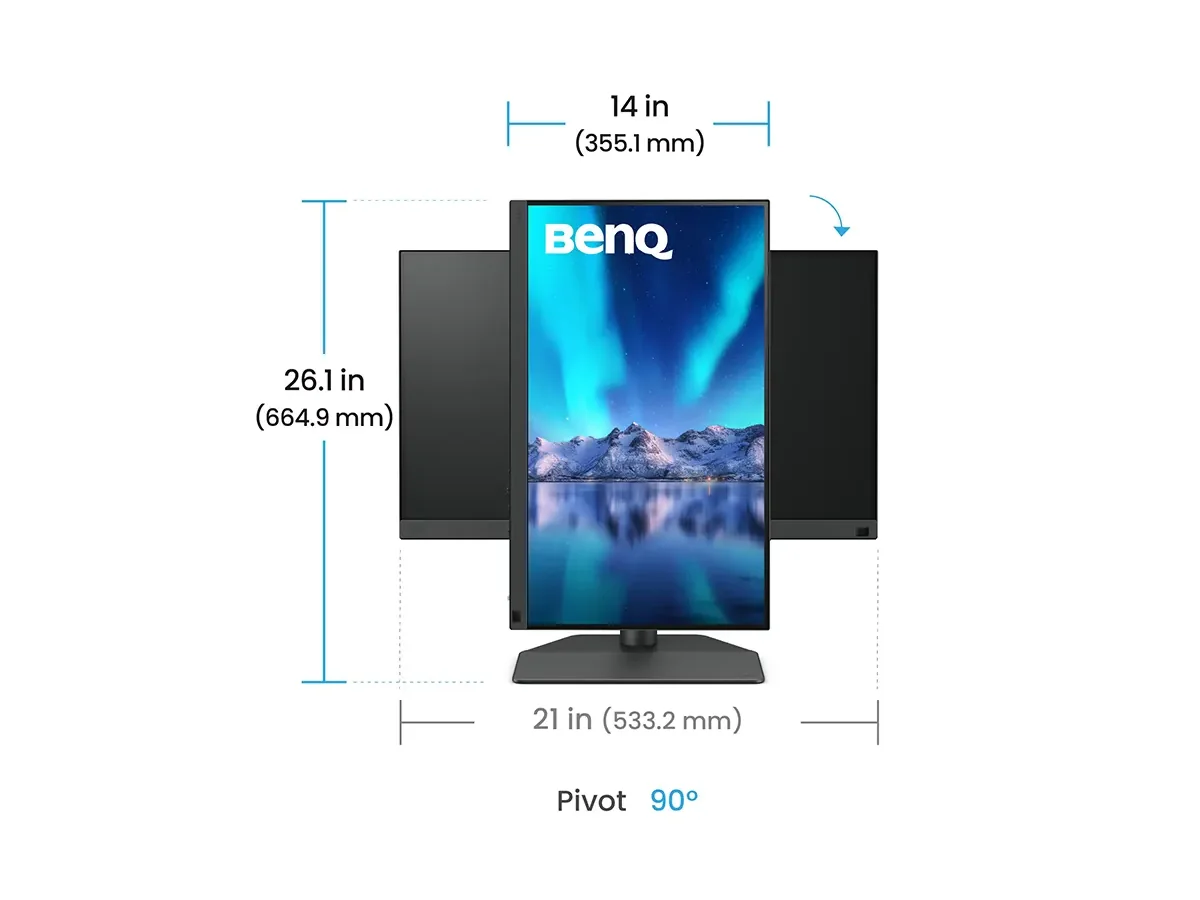 14 in
(355.1 mm)
BenQ
26.1 in
(664.9 mm)
21 in (533.2 mm)
Pivot 90°